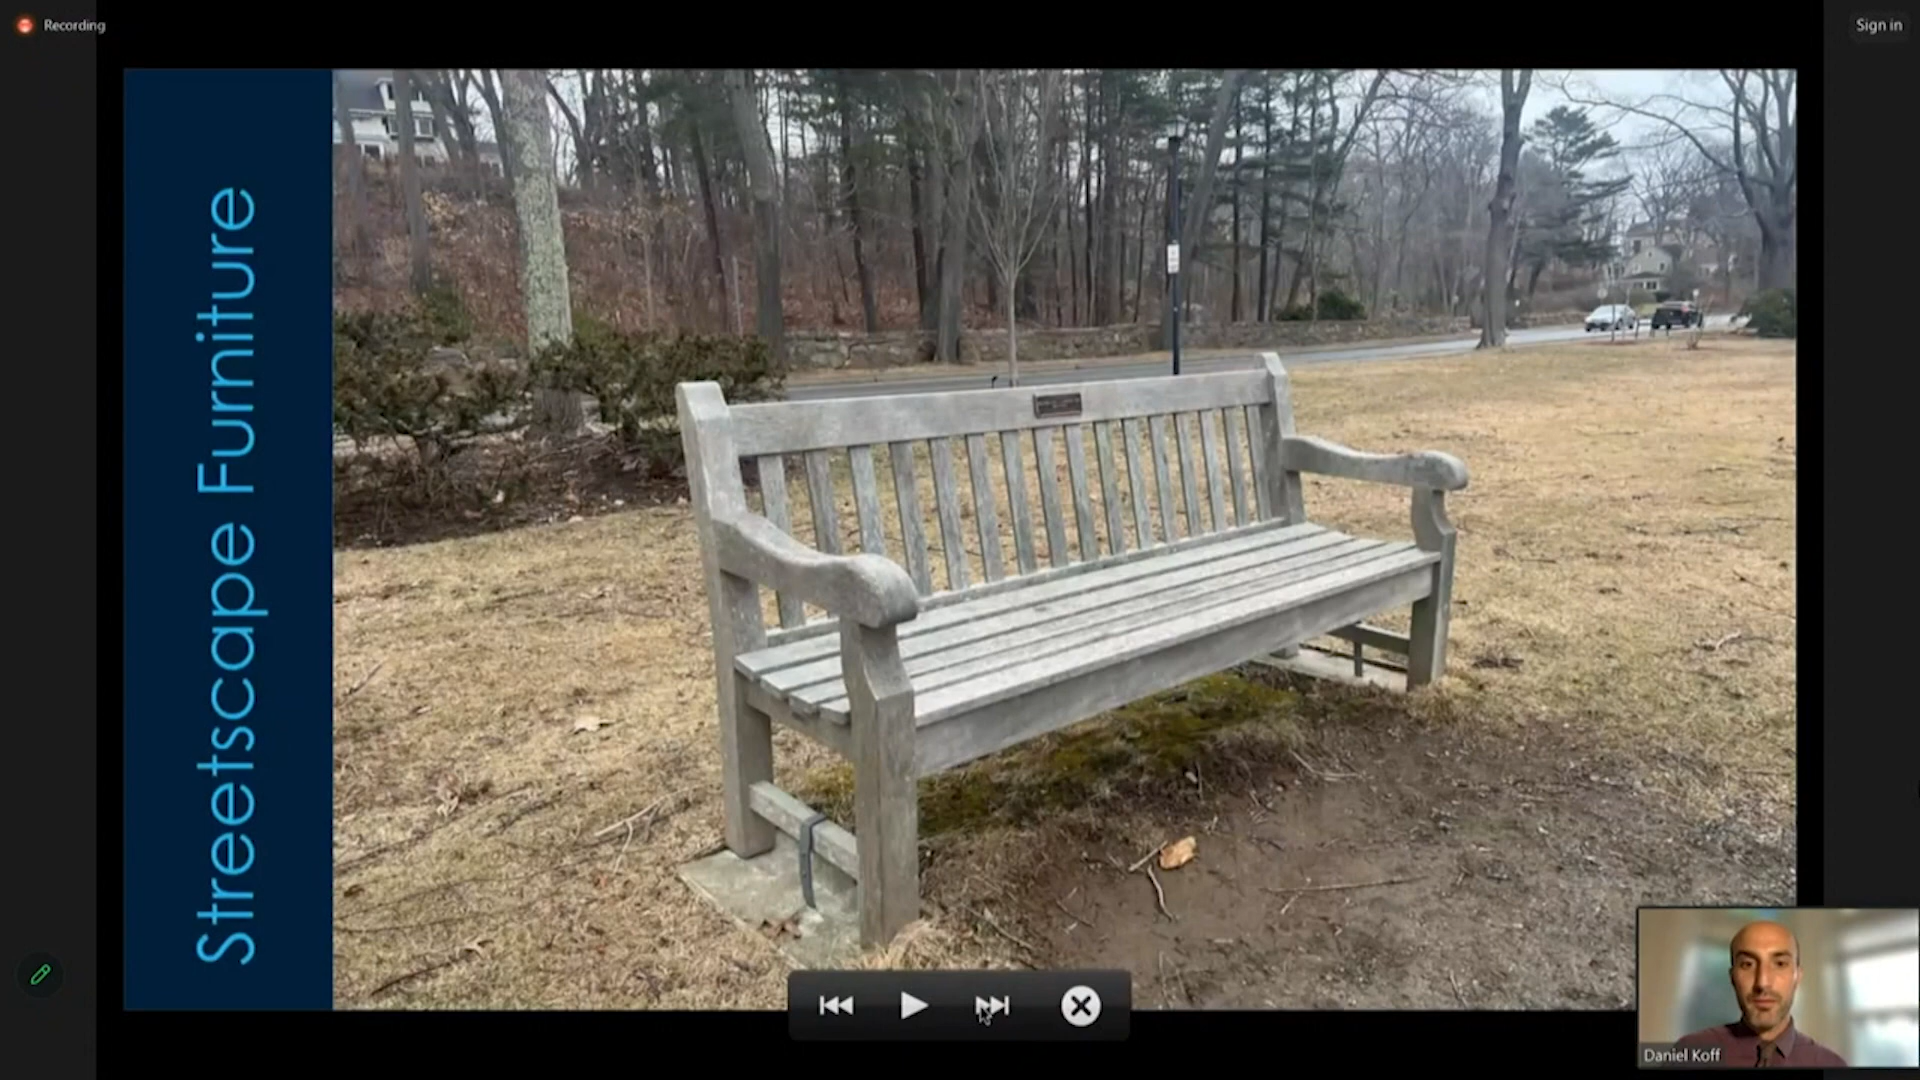 Recording
Sign in
Streetscape Furniture
Daniel Koff